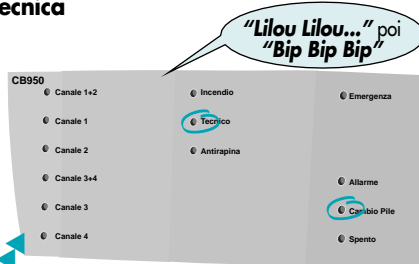 ecnica
"Lilou Lilou..." poi
"Bip Bip Bip"
CB950
Canale 1+2
Canale 1
Canale 2
Canale 3+4
Canale 3
Canale 4
Incendio
Tecnico
Antirapina
Emergenza
Allarme
Cambio Pile
Spento